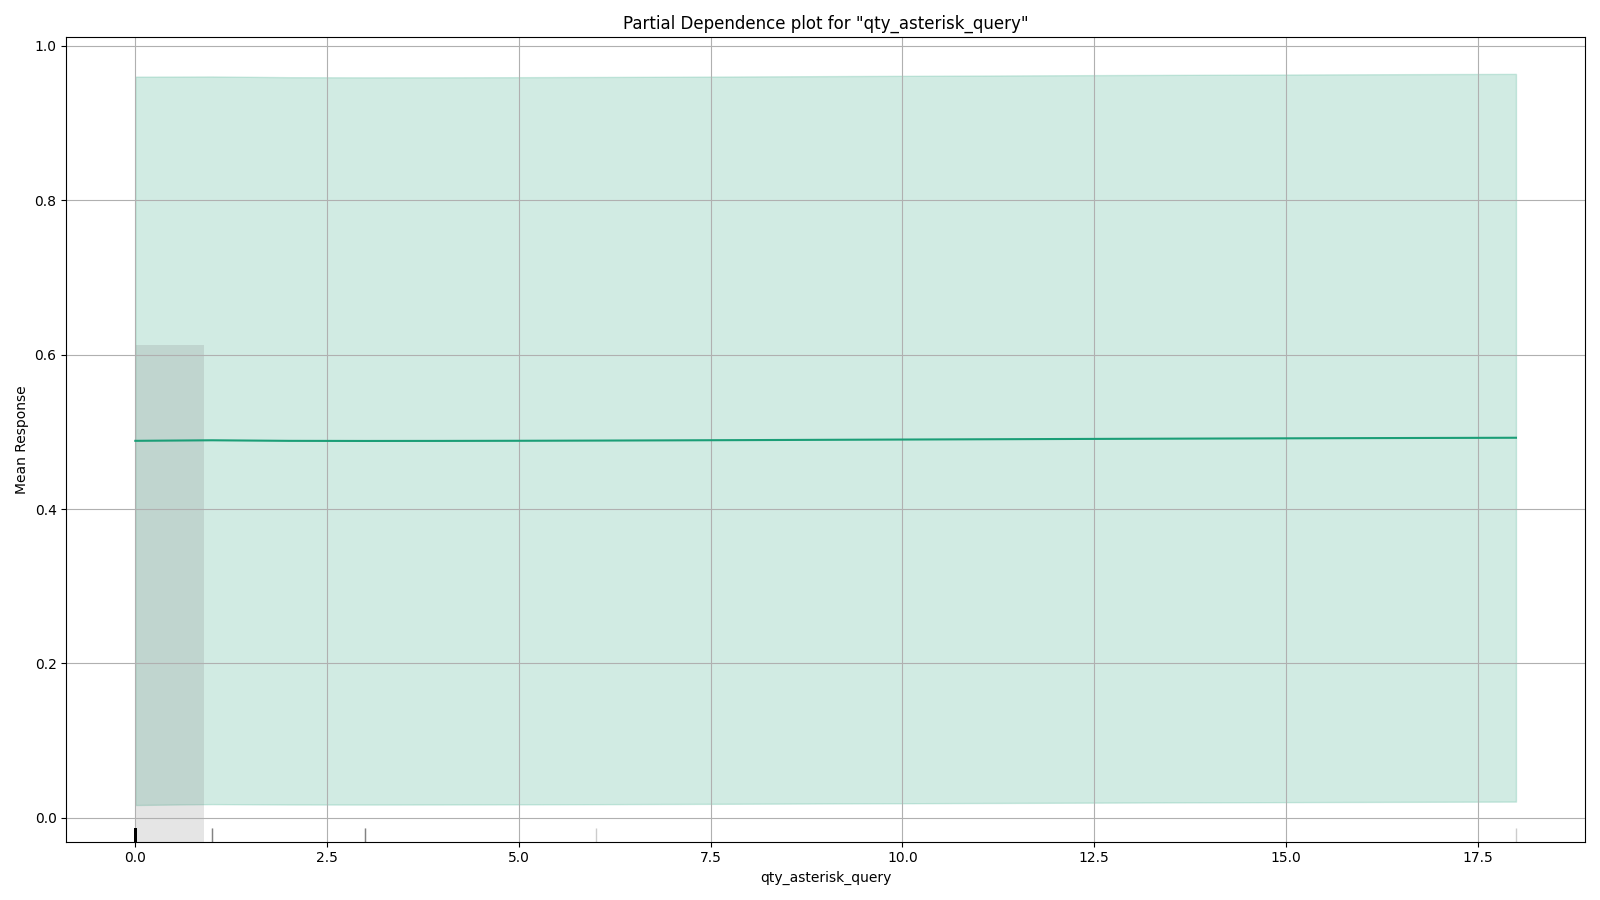 Partial Dependence plot for "qty_asterisk_query"
1.0
0.8
0.6
0.4
0.2
0.0
Mean Response
0.0 2.5 5.0 7.5 10.0 12.5 15.0 17.5
qty_asterisk_query